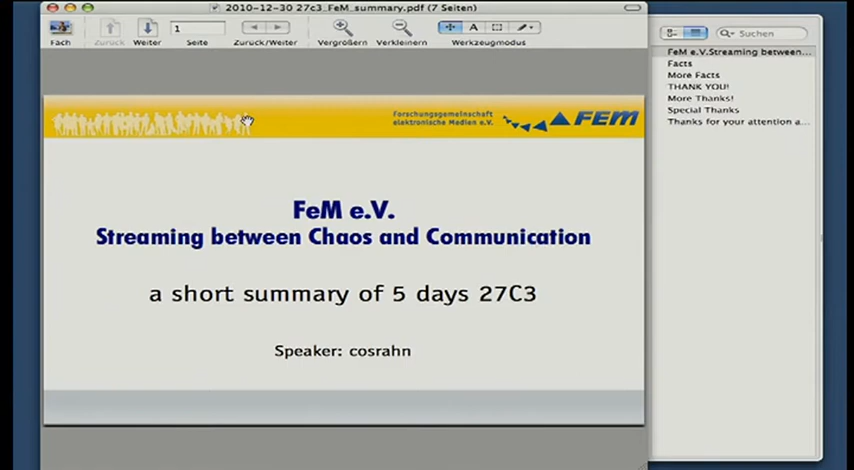 2010-12-30 27c3_FeM_summary.pdf (7 Seiten)
1
Fach
Zurück
Weiter
Seite
Zurück/Weiter
Vergrößern
Verkleinern
Werkzeugmodus
A
Suchen
FeM e.V.Streaming between...
Facts
More Facts
THANK YOU!
More Thanks!
Special Thanks
Thanks for your attention a...
Forschungsgemeinschaft
elektronische Medien e.V.
FEM
FeM e.V.
Streaming between Chaos and Communication
a short summary of 5 days 27C3
Speaker: cosrahn